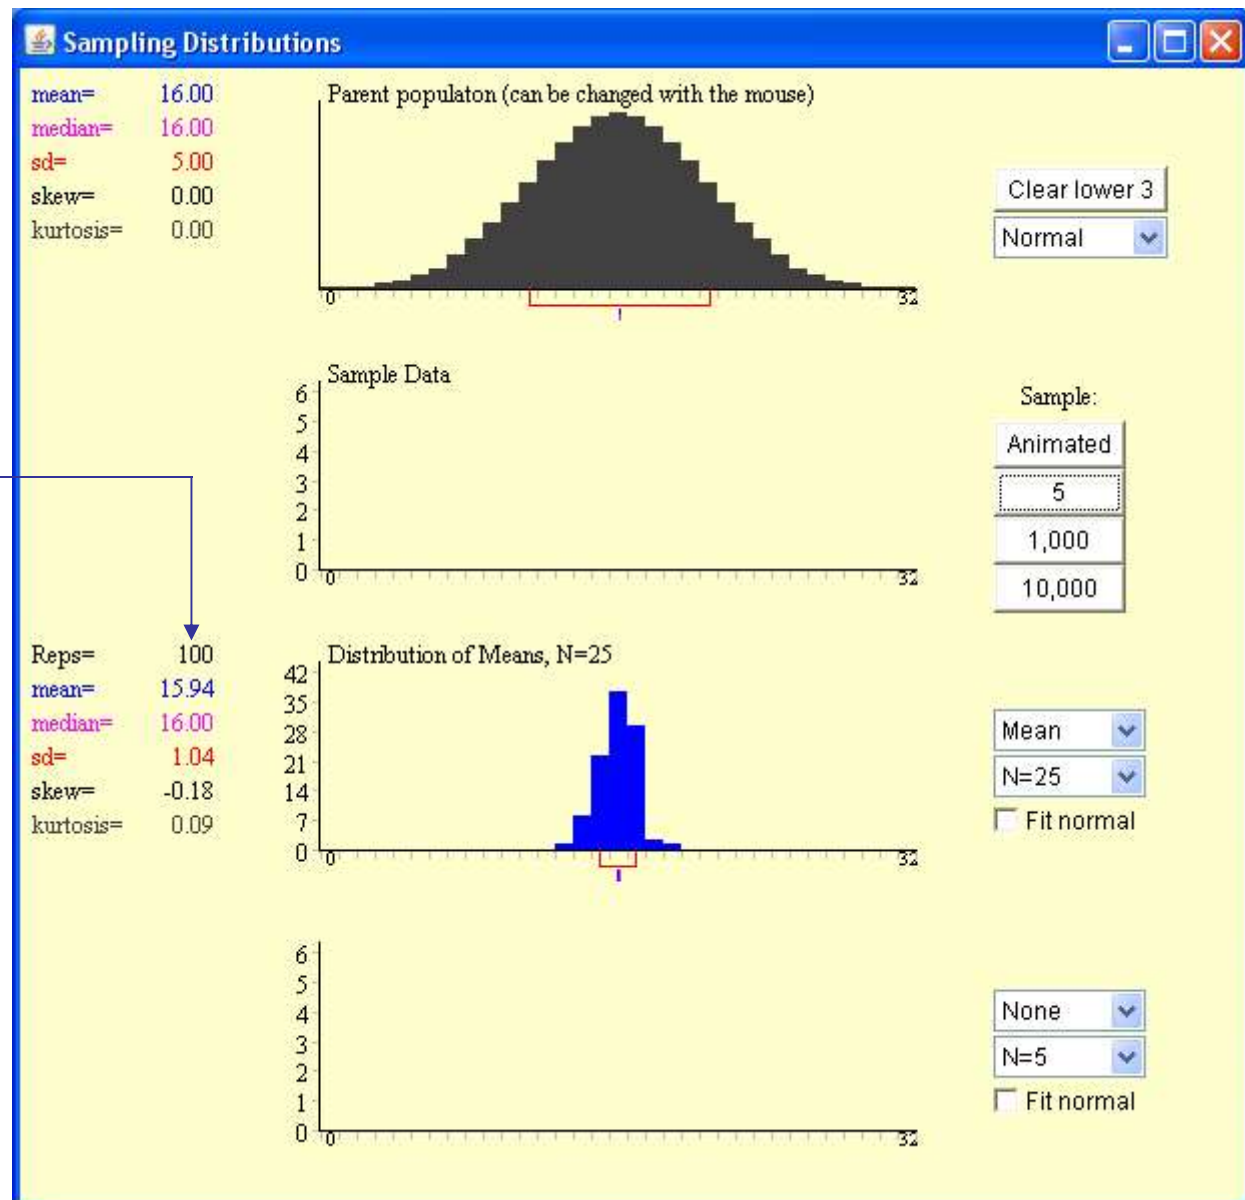 Sampling Distributions
mean= 16.00
median= 16.00
sd= 5.00
skew= 0.00
kurtosis= 0.00
Parent populaton (can be changed with the mouse)
0 32
Clear lower 3
Normal
Sample Data
6
5
4
3
2
1
0
0 32
Sample:
Animated
5
1,000
10,000
Reps= 100
mean= 15.94
median= 16.00
sd= 1.04
skew= -0.18
kurtosis= 0.09
Distribution of Means, N=25
42
35
28
21
14
7
0
0 32
Mean
N=25
Fit normal
6
5
4
3
2
1
0
0 32
None
N=5
Fit normal